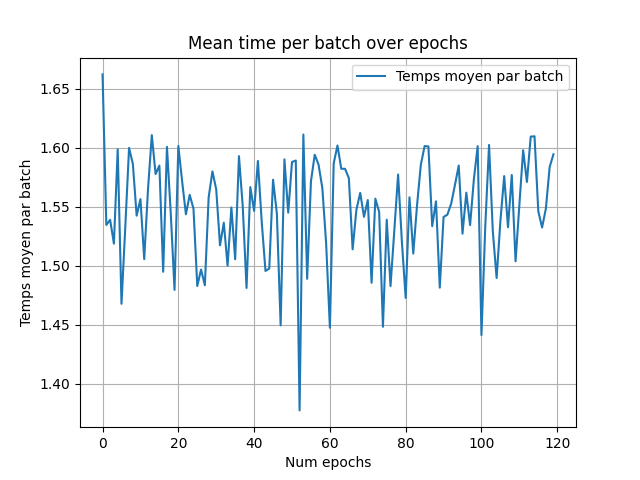 Mean time per batch over epochs
Temps moyen par batch
1.65
1.60
1.55
1.50
1.45
1.40
Temps moyen par batch
0 20 40 60 80 100 120
Num epochs